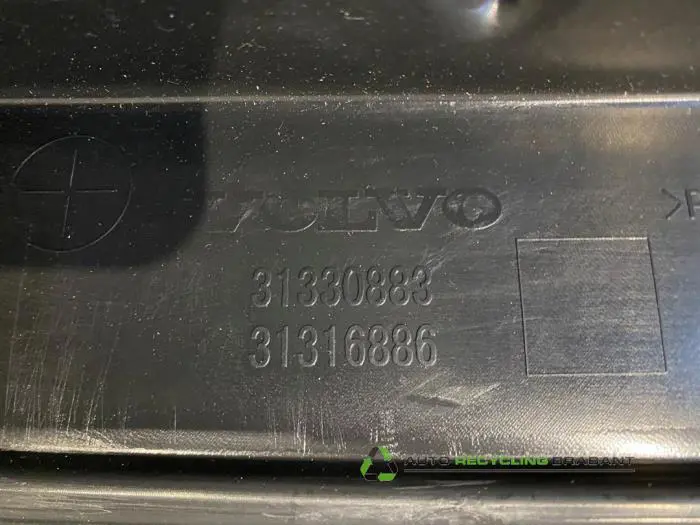 VOLVO
>P
31330883
31316886
AUTO RECYCLING BRABANT